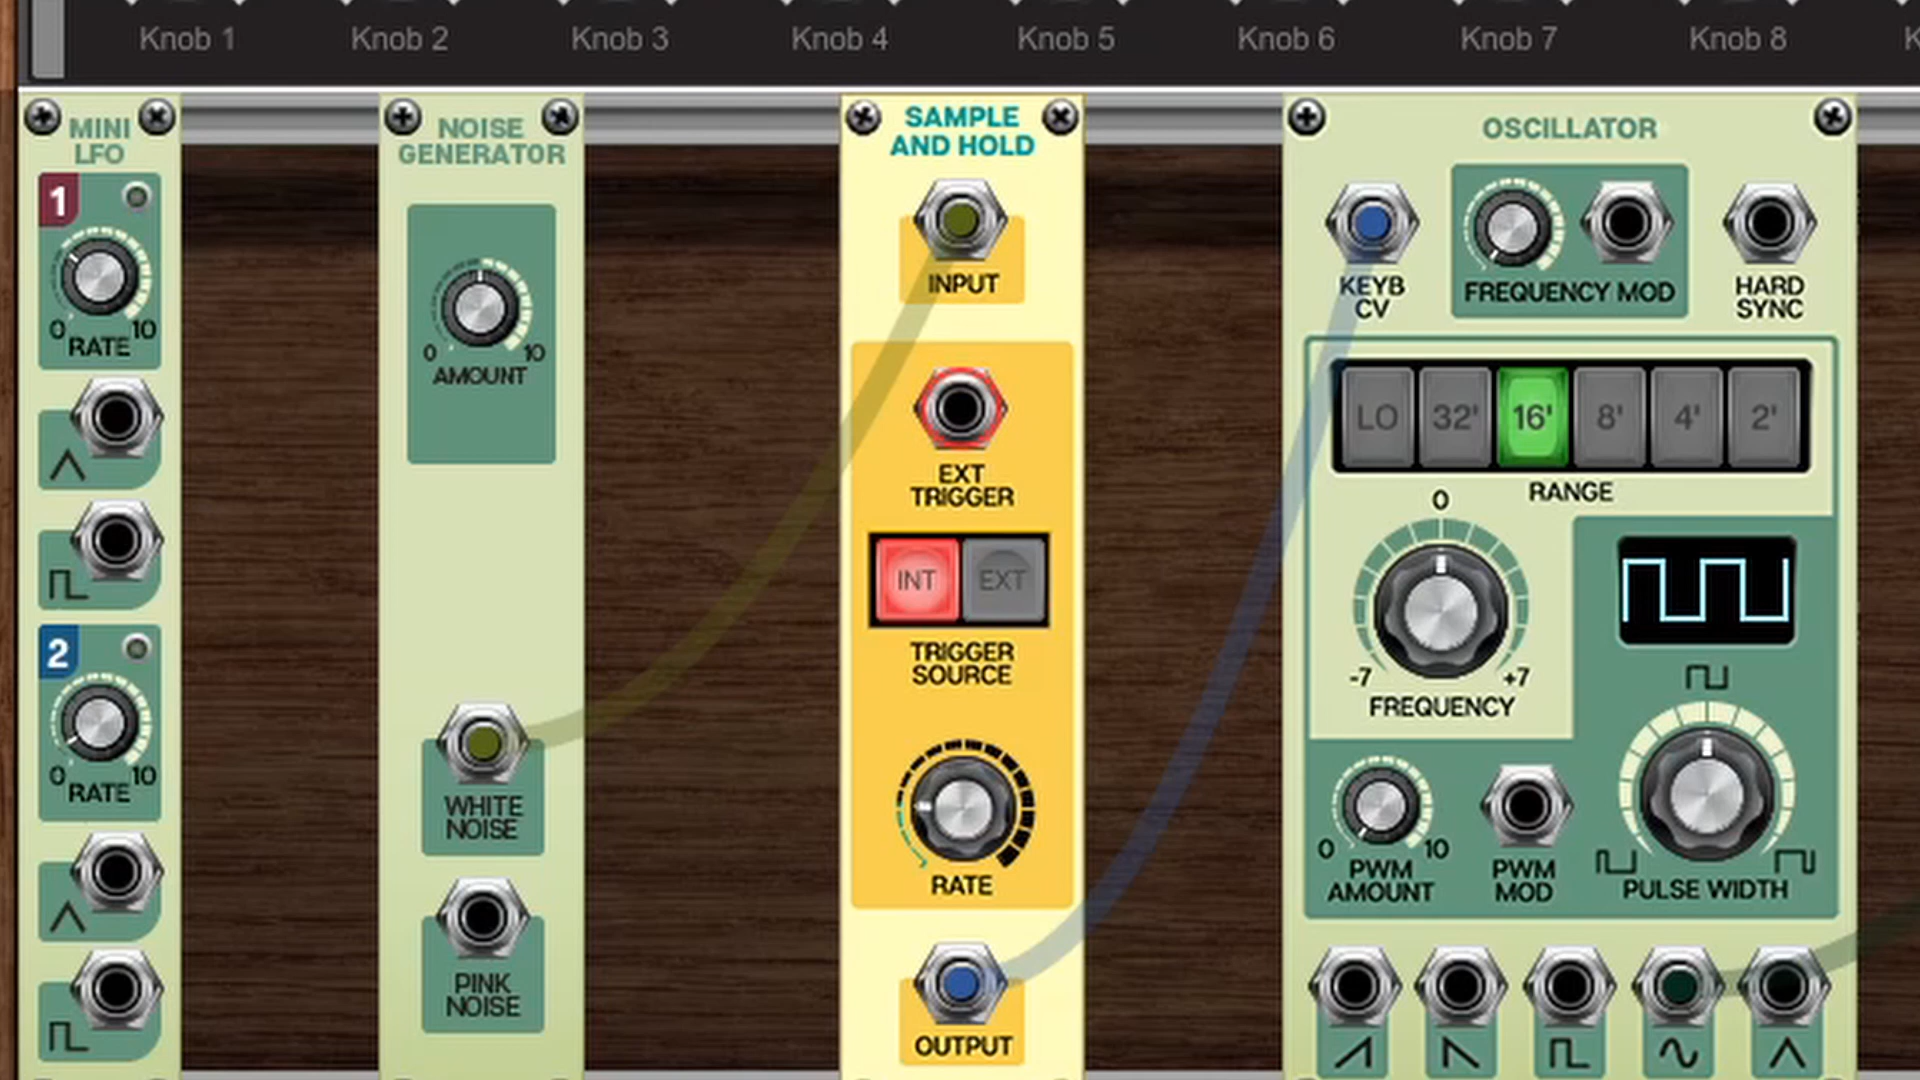 Knob 1
Knob 2
Knob 3
Knob 4
Knob 5
Knob 6
Knob 7
Knob 8
K
MINI
LFO
1
0
10
RATE
2
0
10
RATE
NOISE
GENERATOR
0
10
AMOUNT
WHITE
NOISE
PINK
NOISE
SAMPLE
AND HOLD
INPUT
EXT
TRIGGER
INT
EXT
TRIGGER
SOURCE
RATE
OUTPUT
OSCILLATOR
KEYB
CV
FREQUENCY MOD
HARD
SYNC
LO
32'
16'
8'
4'
2'
RANGE
0
-7
+7
FREQUENCY
0
10
PWM
AMOUNT
PWM
MOD
PULSE WIDTH